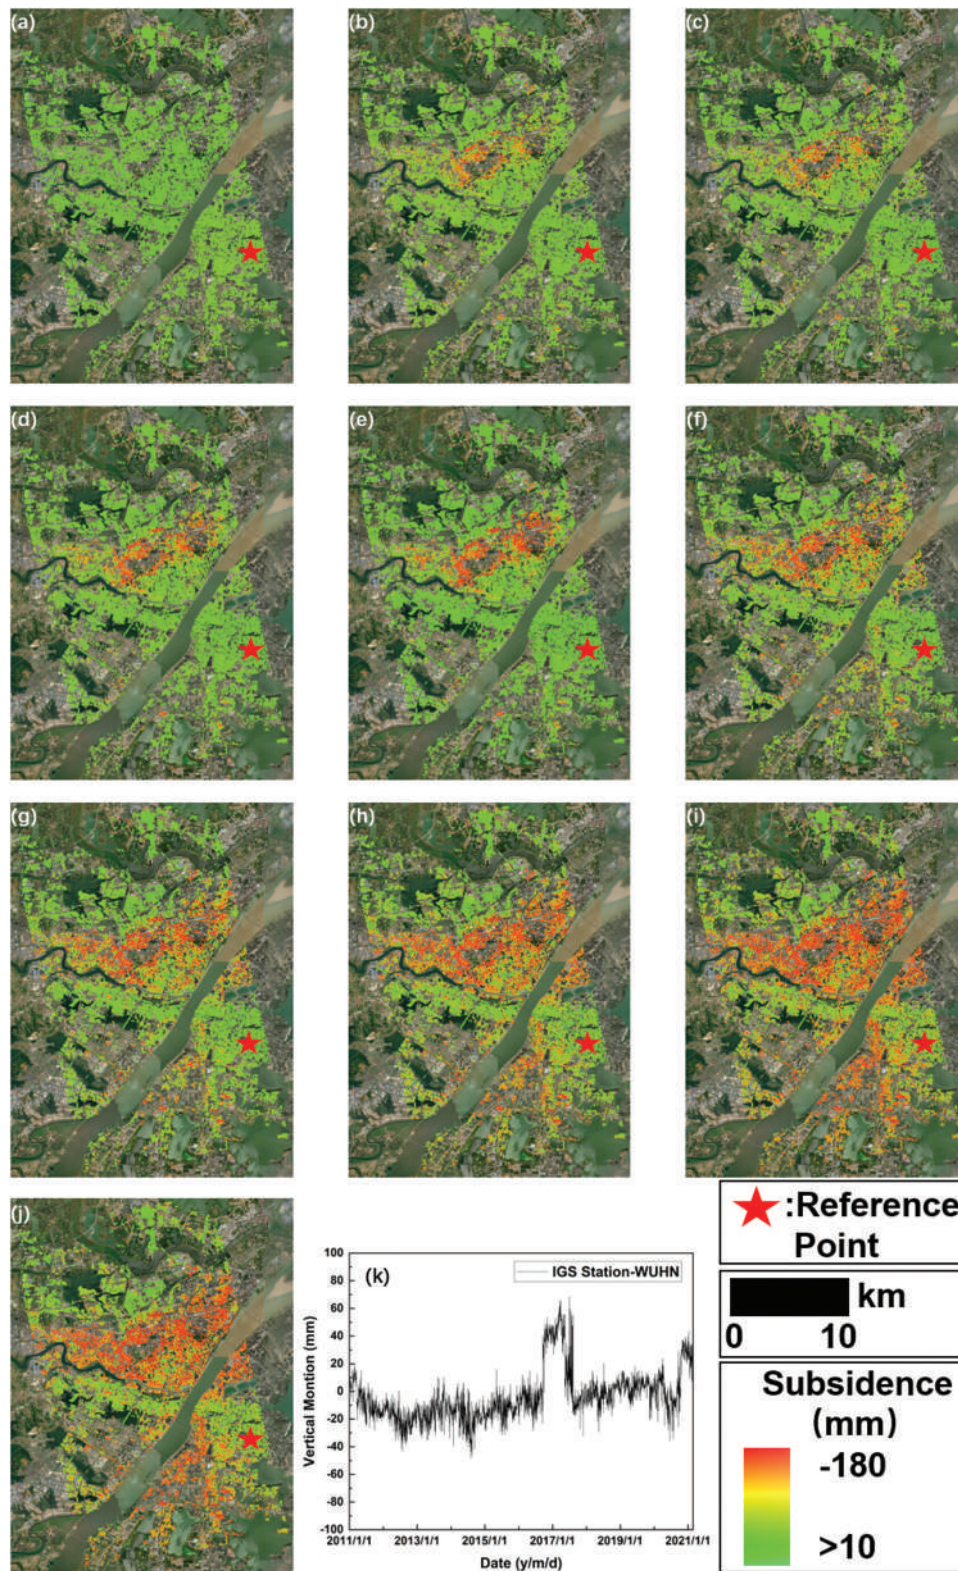 (a)
(b)
(c)
(d)
(e)
(f)
(g)
(h)
(i)
(j)
(k)
IGS Station-WUHN
100
80
60
40
20
0
-20
-40
-60
-80
-100
Vertical Montion (mm)
2011/1/1 2013/1/1 2015/1/1 2017/1/1 2019/1/1 2021/1/1
Date (y/m/d)
:Reference
Point
km
0 10
Subsidence
(mm)
-180
>10